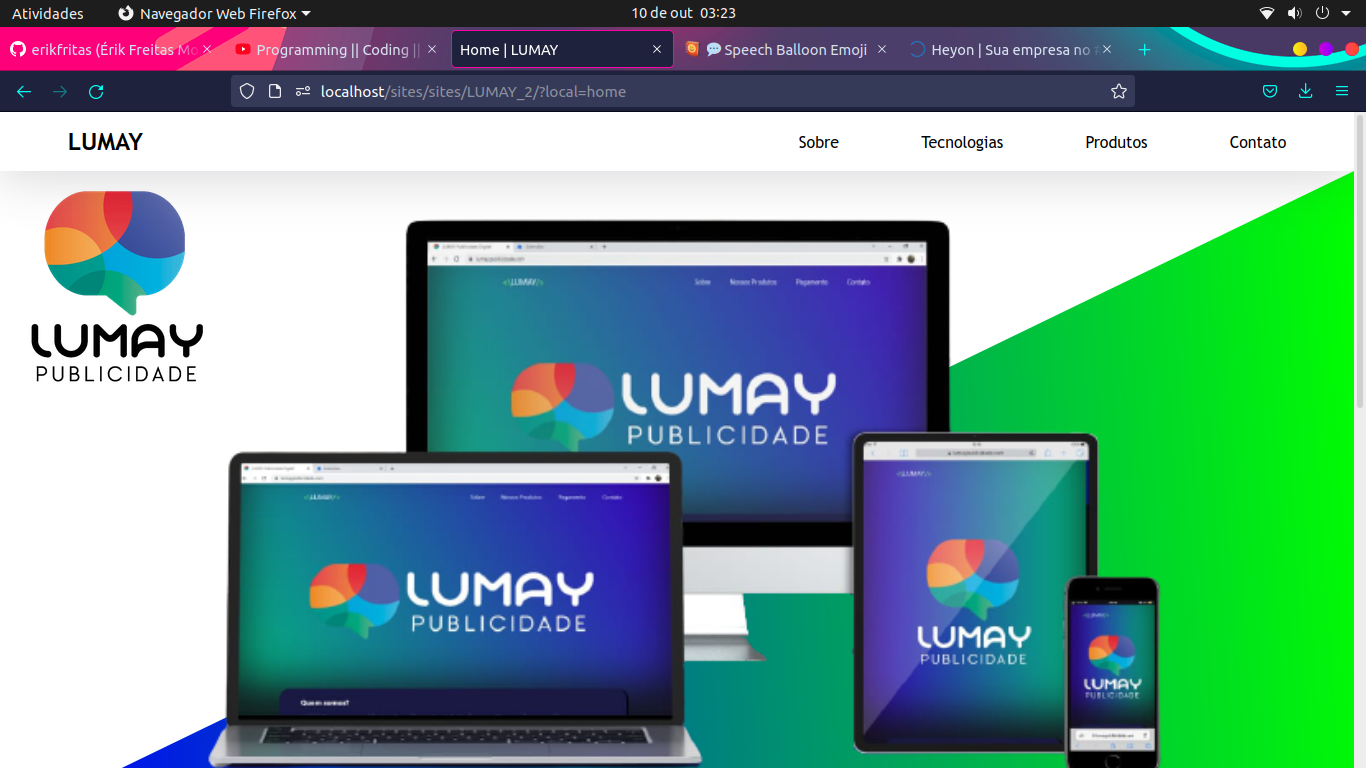 Atividades Navegador Web Firefox 10 de out 03:23
erikfritas (Érik Freitas Mo Programming || Coding || Home | LUMAY Speech Balloon Emoji Heyon | Sua empresa no
localhost/sites/sites/LUMAY_2/?local=home
LUMAY Sobre Tecnologias Produtos Contato
LUMAY
PUBLICIDADE
<\LUMAY/> Sobre Nossos Produtos Pagamento Contato
LUMAY
PUBLICIDADE
<\LUMAY/> Sobre Nossos Produtos Pagamento Contato
LUMAY
PUBLICIDADE
Quem somos?
<\LUMAY/>
LUMAY
PUBLICIDADE
<\LUMAY/>
LUMAY
PUBLICIDADE